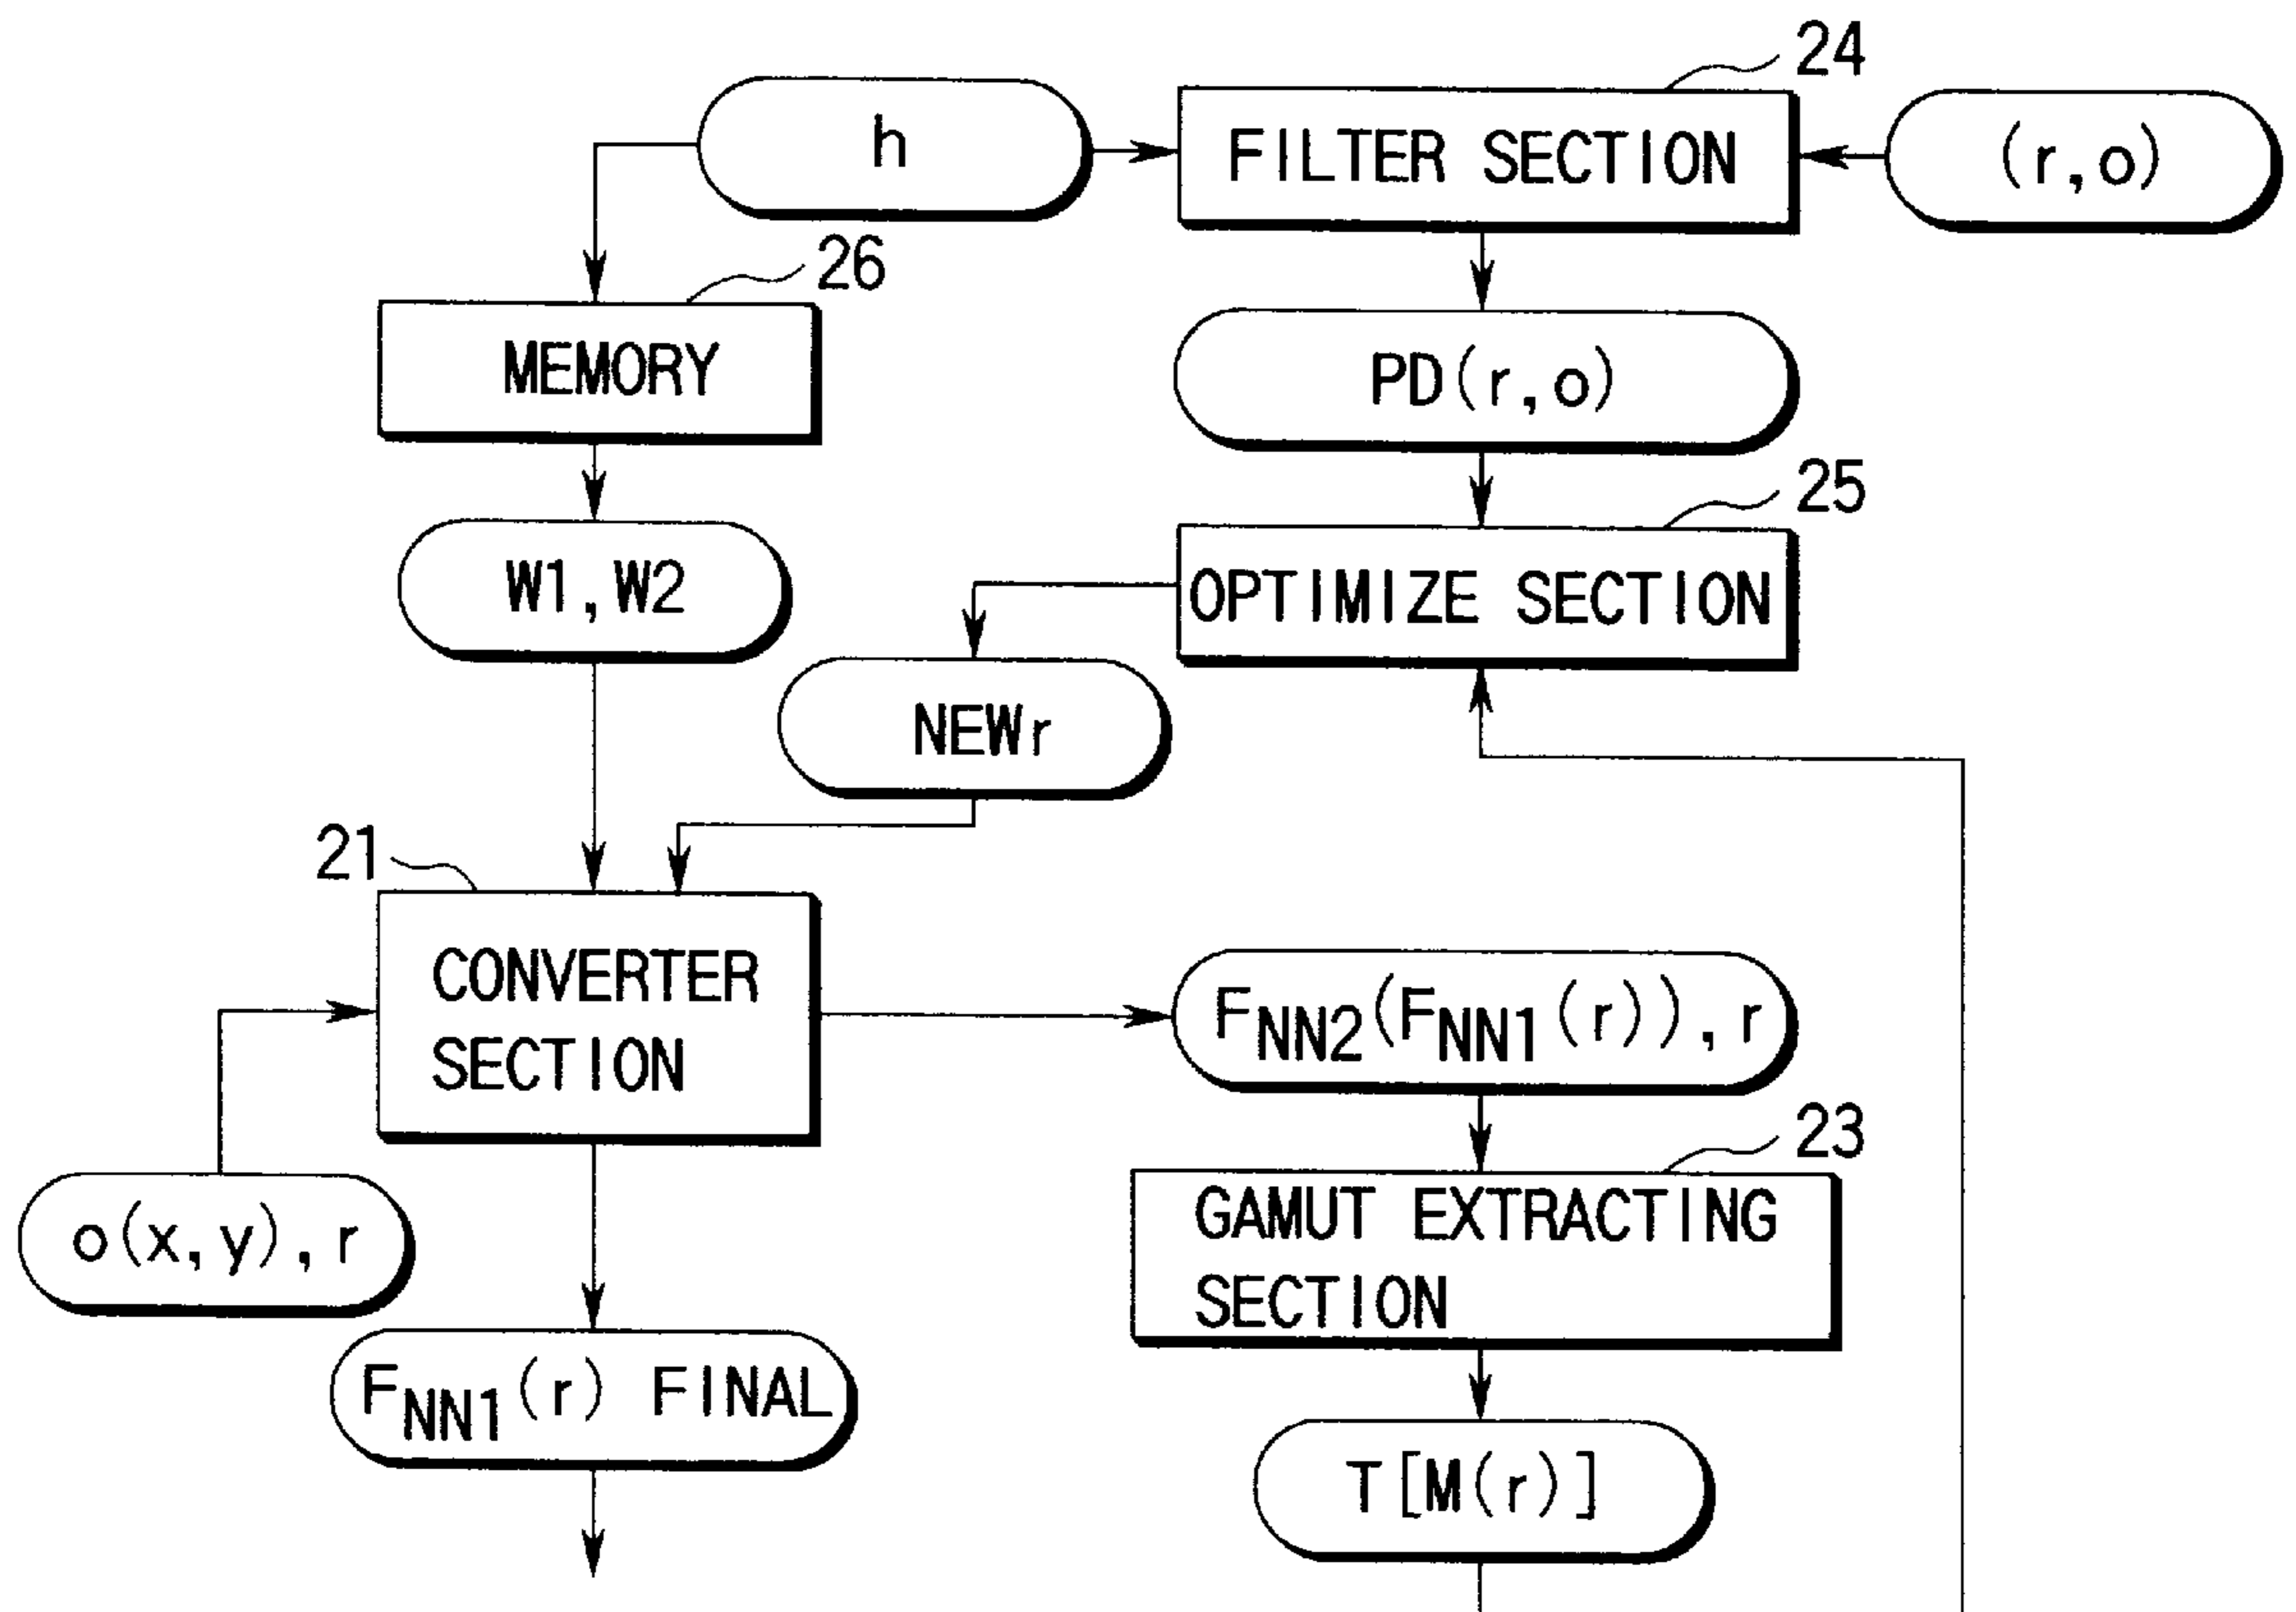 24
h
FILTER SECTION
(r,o)
26
MEMORY
PD(r,o)
25
W1,W2
OPTIMIZE SECTION
NEWr
21
CONVERTER
SECTION
FNN2(FNN1(r)),r
23
o(x,y),r
GAMUT EXTRACTING
SECTION
FNN1(r) FINAL
T[M(r)]